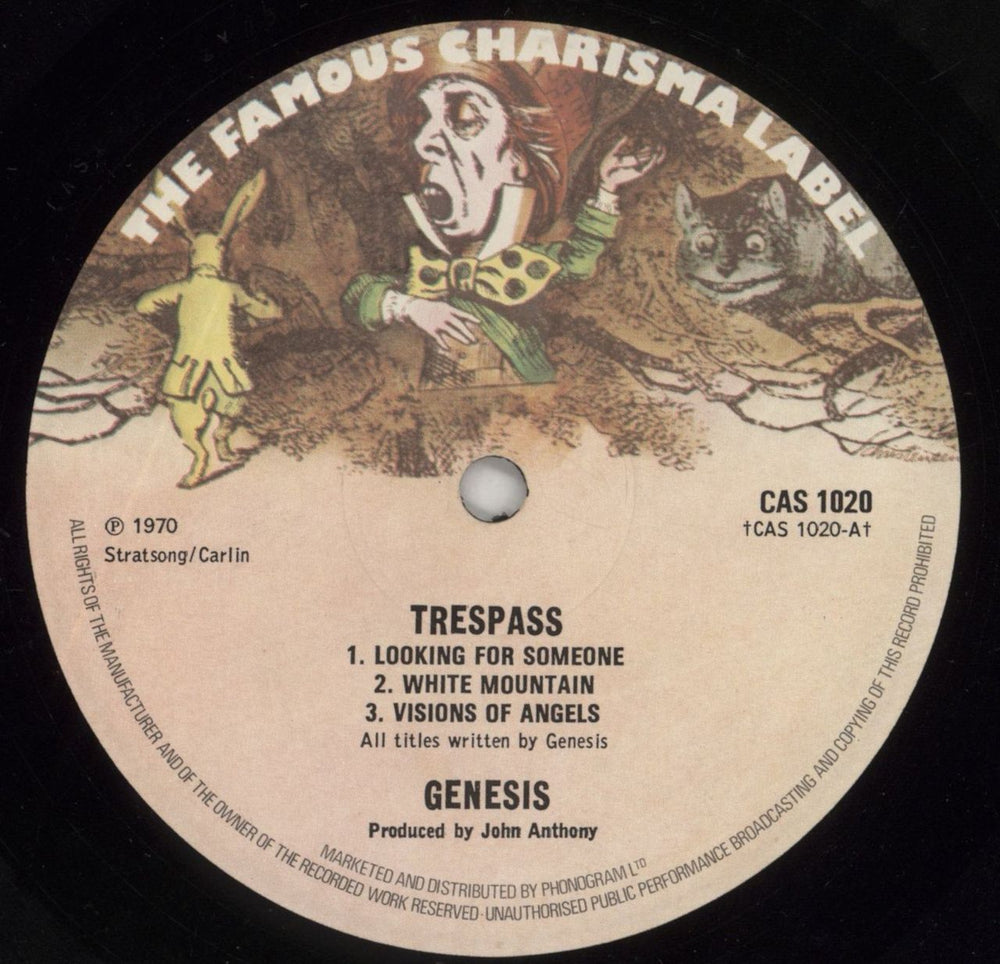 THE FAMOUS CHARISMA LABEL
℗ 1970
Stratsong/Carlin
CAS 1020
†CAS 1020-A†
TRESPASS
1. LOOKING FOR SOMEONE
2. WHITE MOUNTAIN
3. VISIONS OF ANGELS
All titles written by Genesis
GENESIS
Produced by John Anthony
MARKETED AND DISTRIBUTED BY PHONOGRAM LTD
ALL RIGHTS OF THE MANUFACTURER AND OF THE OWNER OF THE RECORDED WORK RESERVED·UNAUTHORISED PUBLIC PERFORMANCE BROADCASTING AND COPYING OF THIS RECORD PROHIBITED